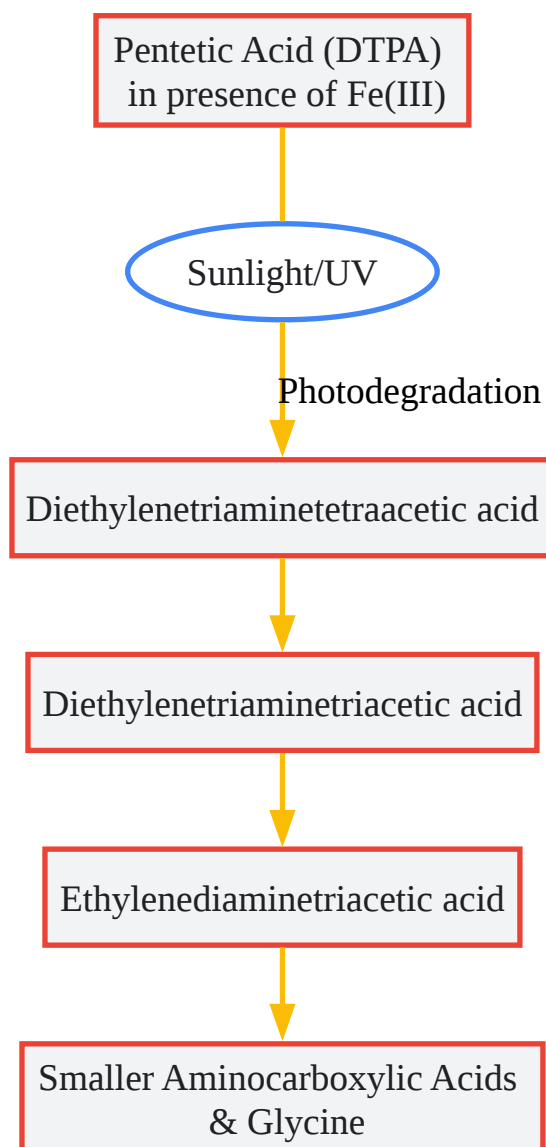 Pentetic Acid (DTPA)
in presence of Fe(III)
Sunlight/UV
Photodegradation
Diethylenetriaminetetraacetic acid
Diethylenetriaminetriacetic acid
Ethylenediaminetriacetic acid
Smaller Aminocarboxylic Acids
& Glycine